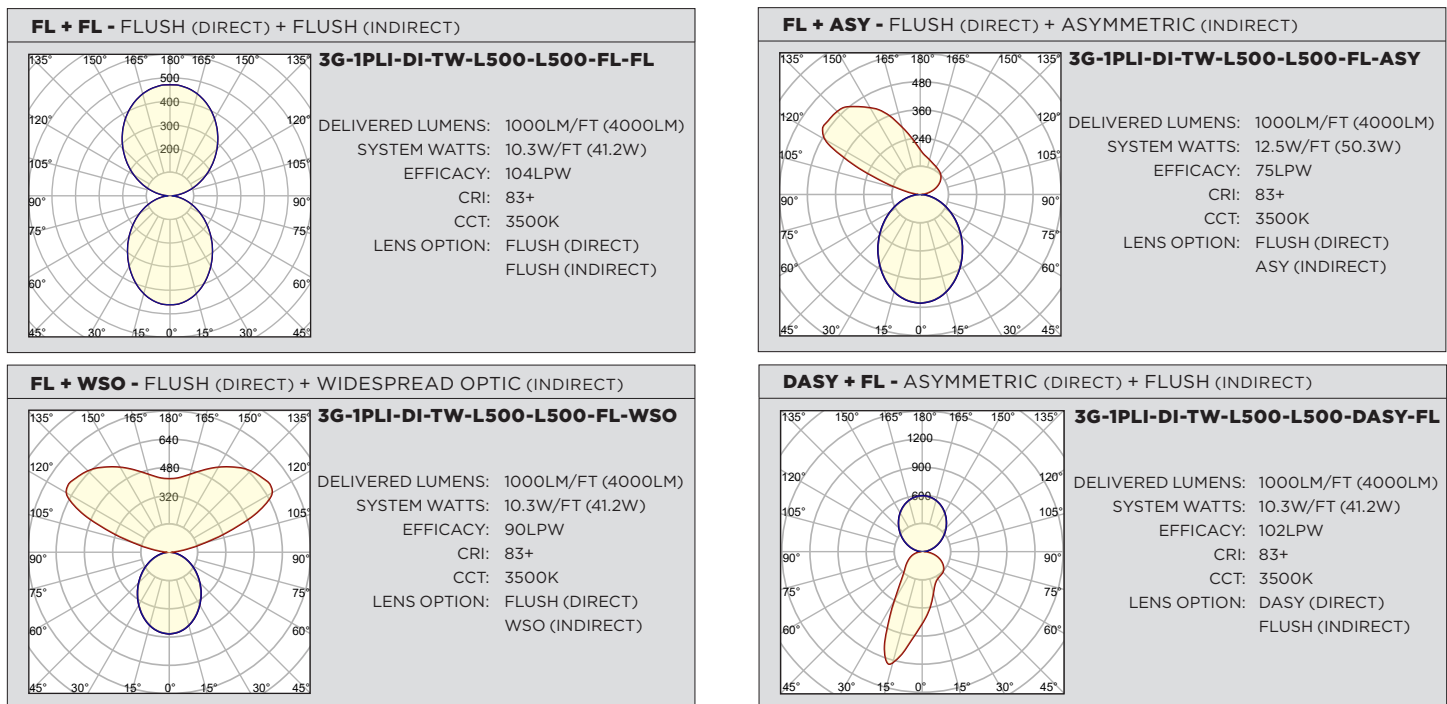 FL + FL - FLUSH (DIRECT) + FLUSH (INDIRECT)
135° 150° 165° 180° 165° 150° 135°
3G-1PLI-DI-TW-L500-L500-FL-FL
500
400
120° 300 120°
200
105° 105°
90° 90°
75° 75°
60° 60°
45° 30° 15° 0° 15° 30° 45°
DELIVERED LUMENS: 1000LM/FT (4000LM)
SYSTEM WATTS: 10.3W/FT (41.2W)
EFFICACY: 104LPW
CRI: 83+
CCT: 3500K
LENS OPTION: FLUSH (DIRECT)
FLUSH (INDIRECT)
FL + ASY - FLUSH (DIRECT) + ASYMMETRIC (INDIRECT)
135° 150° 165° 180° 165° 150° 135°
3G-1PLI-DI-TW-L500-L500-FL-ASY
480
120° 360 120°
240
105° 105°
90° 90°
75° 75°
60° 60°
45° 30° 15° 0° 15° 30° 45°
DELIVERED LUMENS: 1000LM/FT (4000LM)
SYSTEM WATTS: 12.5W/FT (50.3W)
EFFICACY: 75LPW
CRI: 83+
CCT: 3500K
LENS OPTION: FLUSH (DIRECT)
ASY (INDIRECT)
FL + WSO - FLUSH (DIRECT) + WIDESPREAD OPTIC (INDIRECT)
135° 150° 165° 180° 165° 150° 135°
3G-1PLI-DI-TW-L500-L500-FL-WSO
640
120° 480 120°
320
105° 105°
90° 90°
75° 75°
60° 60°
45° 30° 15° 0° 15° 30° 45°
DELIVERED LUMENS: 1000LM/FT (4000LM)
SYSTEM WATTS: 10.3W/FT (41.2W)
EFFICACY: 90LPW
CRI: 83+
CCT: 3500K
LENS OPTION: FLUSH (DIRECT)
WSO (INDIRECT)
DASY + FL - ASYMMETRIC (DIRECT) + FLUSH (INDIRECT)
135° 150° 165° 180° 165° 150° 135°
3G-1PLI-DI-TW-L500-L500-DASY-FL
1200
120° 900 120°
600
105° 105°
90° 90°
75° 75°
60° 60°
45° 30° 15° 0° 15° 30° 45°
DELIVERED LUMENS: 1000LM/FT (4000LM)
SYSTEM WATTS: 10.3W/FT (41.2W)
EFFICACY: 102LPW
CRI: 83+
CCT: 3500K
LENS OPTION: DASY (DIRECT)
FLUSH (INDIRECT)